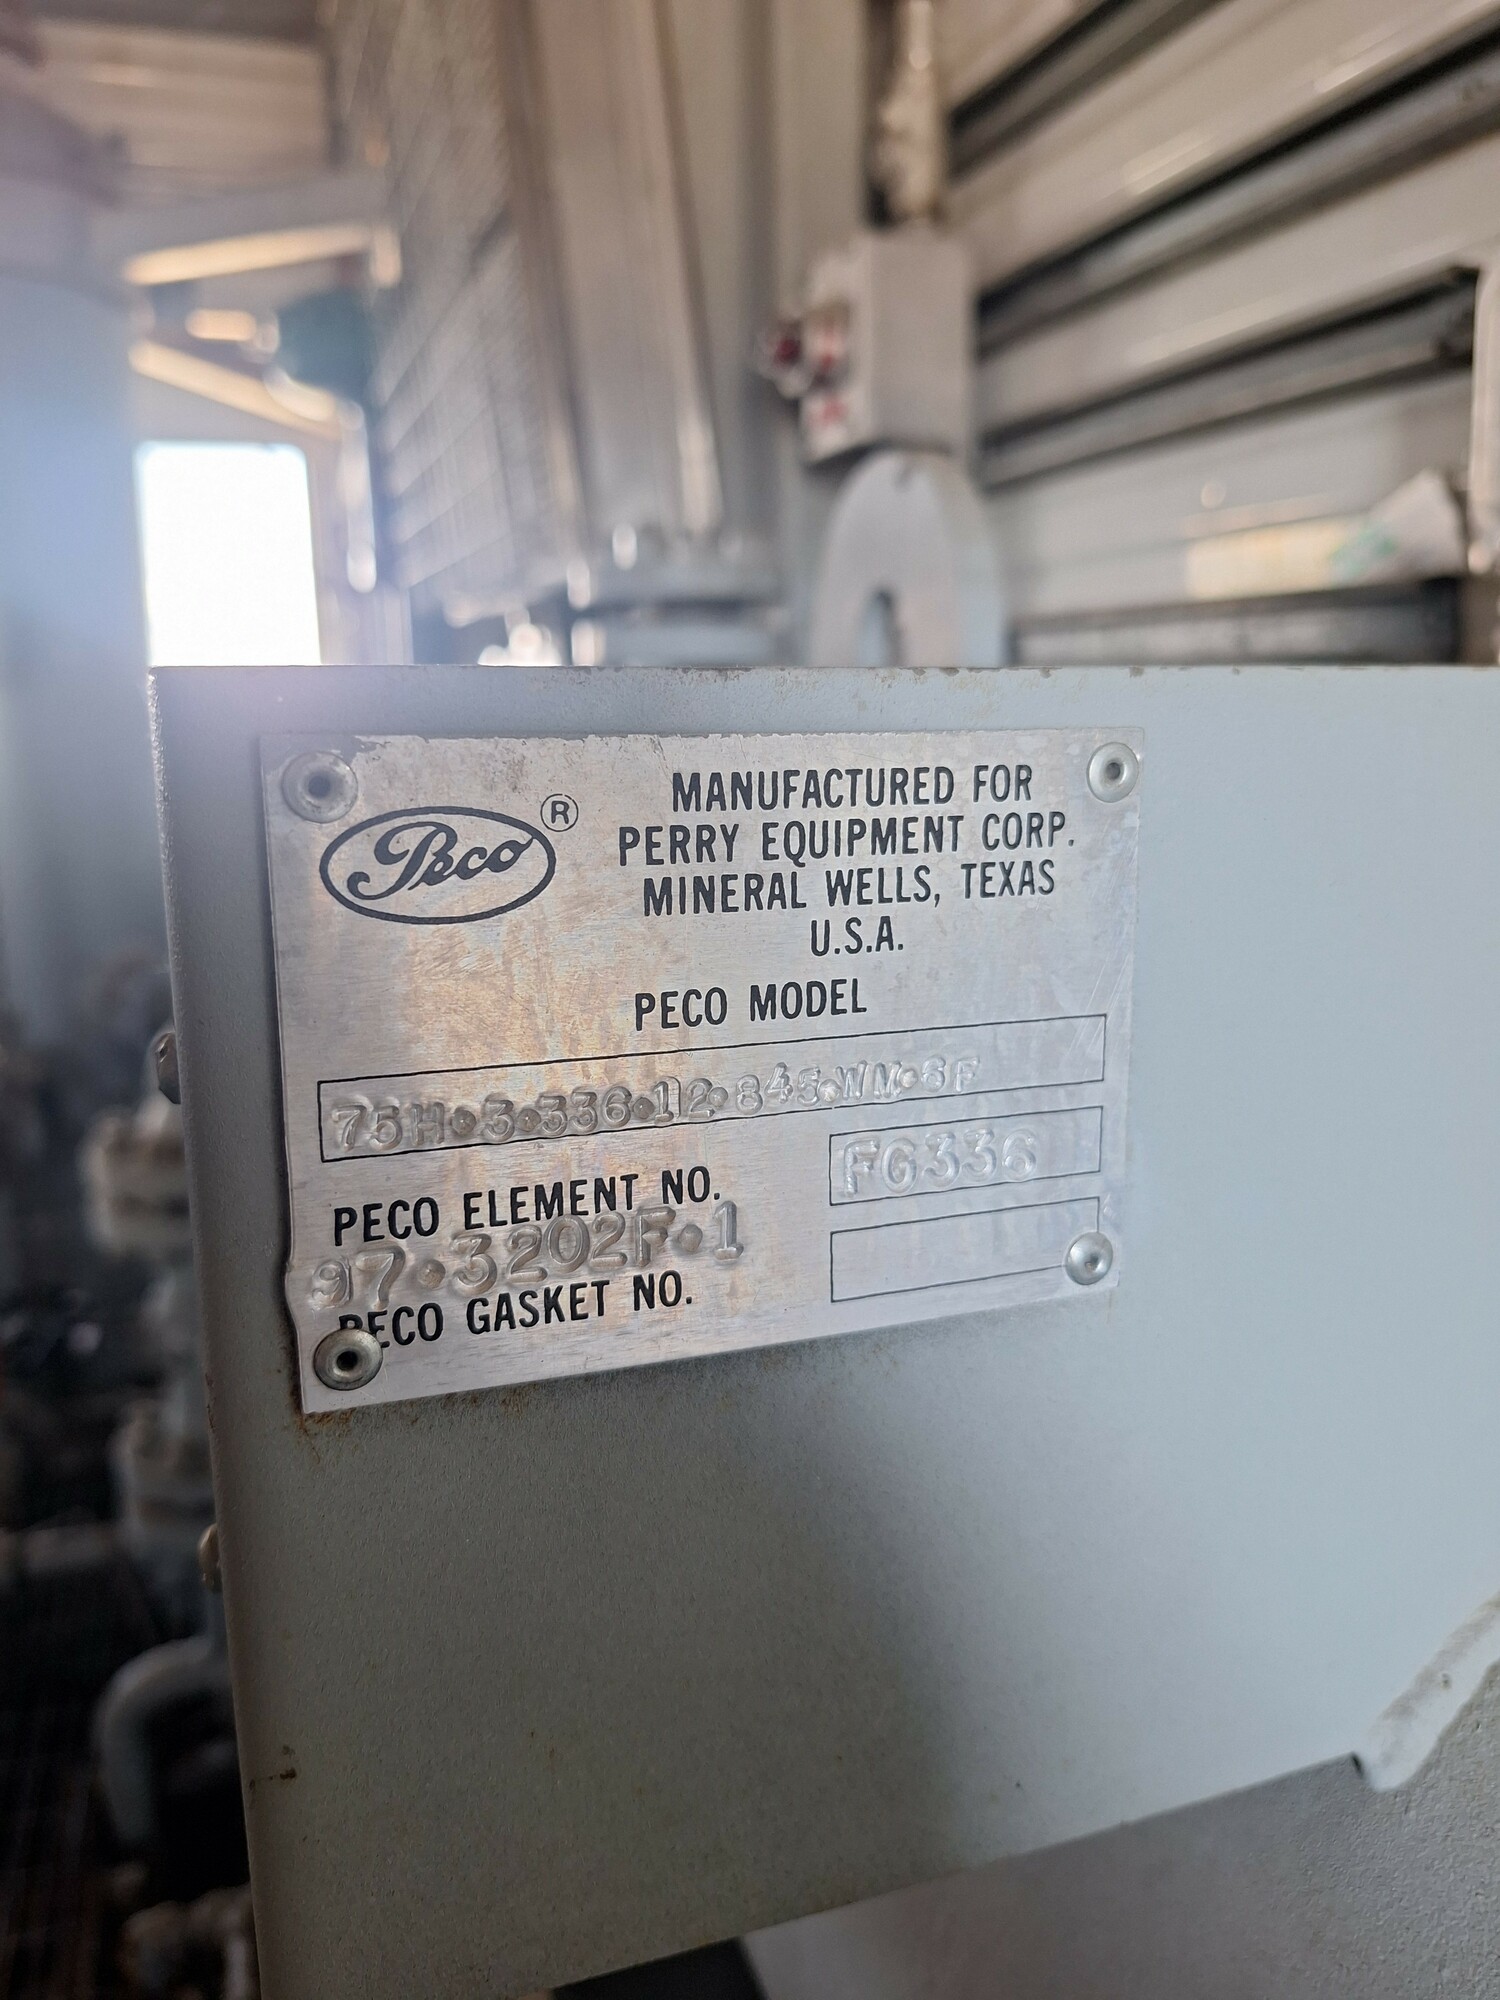 Peco ®
MANUFACTURED FOR
PERRY EQUIPMENT CORP.
MINERAL WELLS, TEXAS
U.S.A.
PECO MODEL
75H•3•336•12•845•WM•6F
PECO ELEMENT NO.
FG336
97•3202F•1
PECO GASKET NO.